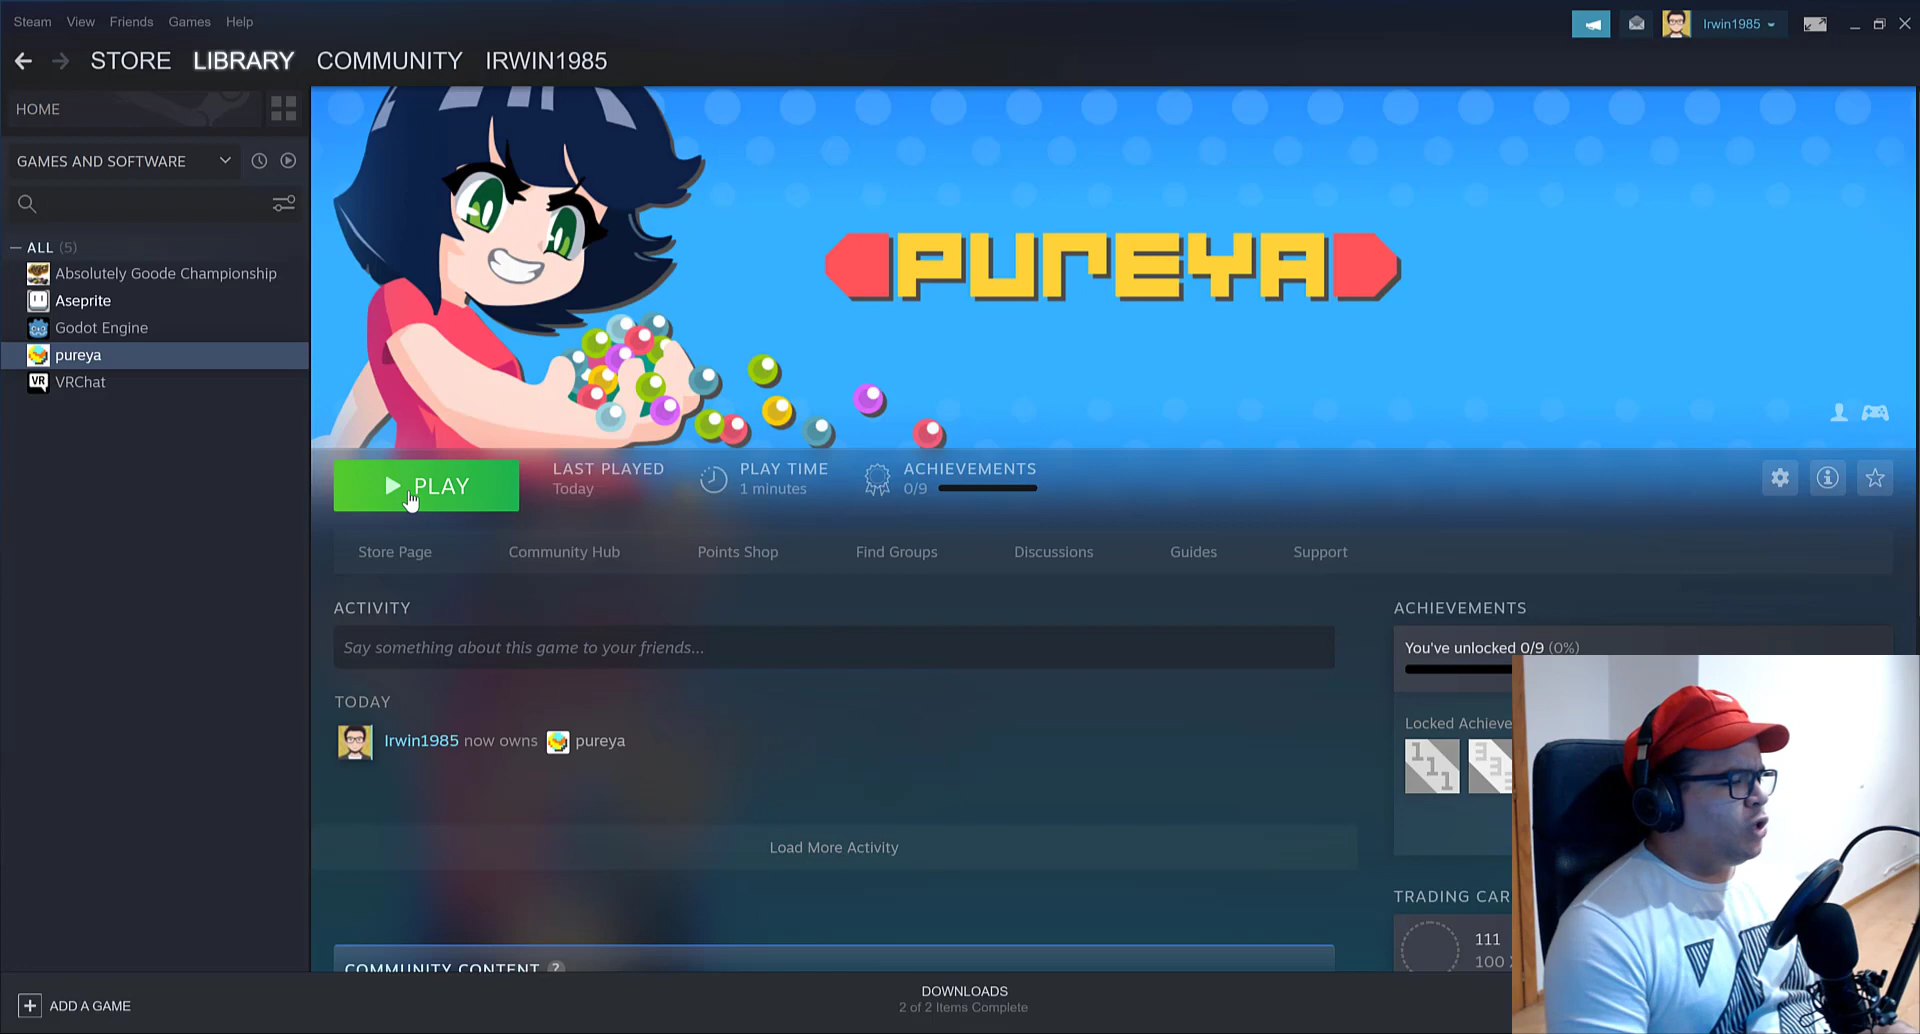 Steam View Friends Games Help
Irwin1985
STORE LIBRARY COMMUNITY IRWIN1985
HOME
GAMES AND SOFTWARE
ALL (5)
Absolutely Goode Championship
Aseprite
Godot Engine
pureya
VR VRChat
PUREYA
PLAY
LAST PLAYED
Today
PLAY TIME
1 minutes
ACHIEVEMENTS
0/9
Store Page Community Hub Points Shop Find Groups Discussions Guides Support
ACTIVITY
Say something about this game to your friends...
TODAY
Irwin1985 now owns pureya
Load More Activity
COMMUNITY CONTENT ?
ACHIEVEMENTS
You've unlocked 0/9 (0%)
Locked Achieve
111
333
TRADING CAR
111
100
ADD A GAME
DOWNLOADS
2 of 2 Items Complete